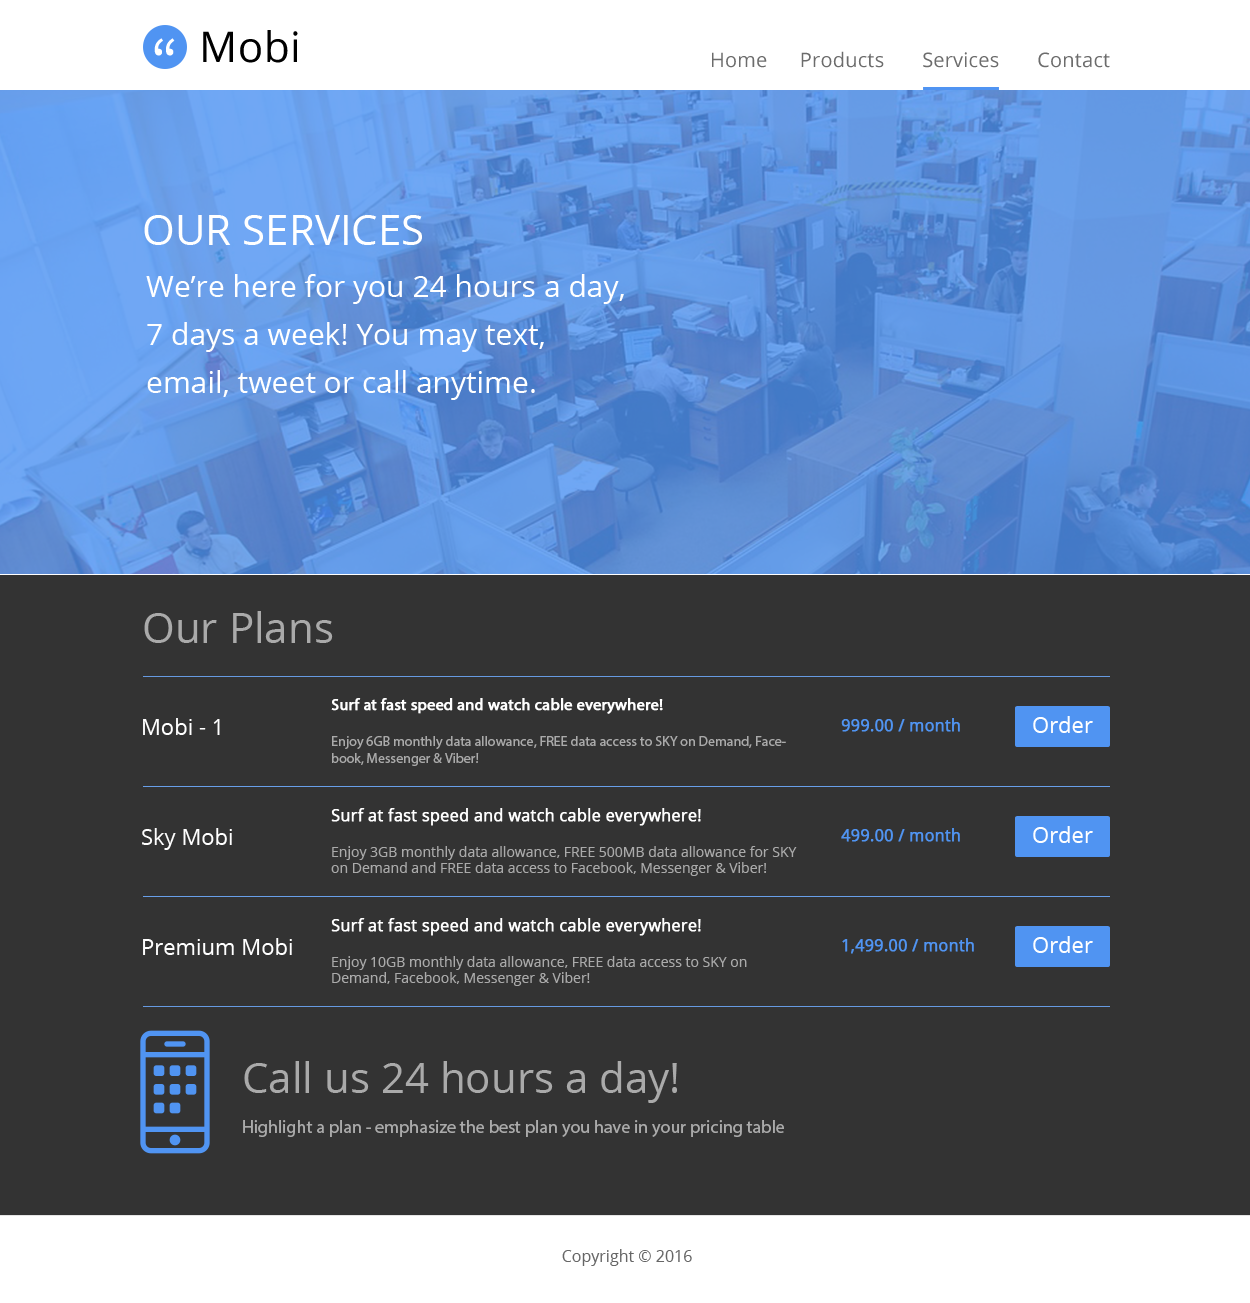 “ Mobi
Home Products Services Contact
OUR SERVICES
We’re here for you 24 hours a day,
7 days a week! You may text,
email, tweet or call anytime.
Our Plans
Mobi - 1
Surf at fast speed and watch cable everywhere!
Enjoy 6GB monthly data allowance, FREE data access to SKY on Demand, Face-
book, Messenger & Viber!
999.00 / month
Order
Sky Mobi
Surf at fast speed and watch cable everywhere!
Enjoy 3GB monthly data allowance, FREE 500MB data allowance for SKY
on Demand and FREE data access to Facebook, Messenger & Viber!
499.00 / month
Order
Premium Mobi
Surf at fast speed and watch cable everywhere!
Enjoy 10GB monthly data allowance, FREE data access to SKY on
Demand, Facebook, Messenger & Viber!
1,499.00 / month
Order
Call us 24 hours a day!
Highlight a plan - emphasize the best plan you have in your pricing table
Copyright © 2016